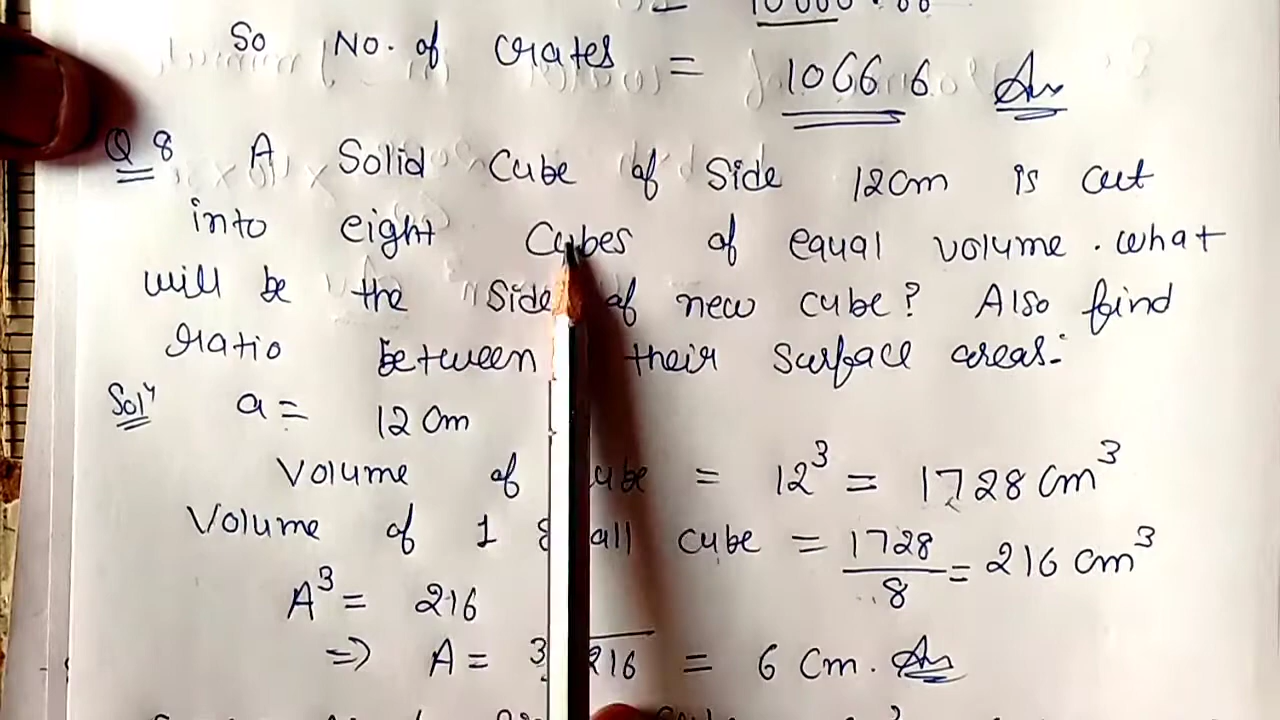 So No. of crates = 10666 Ans
Q 8 A Solid Cube of Side 12cm is cut
into eight Cubes of equal volume. what
will be the Side of new cube? Also find
ratio between their surface areas.
Sol^n a = 12 Cm
Volume of cube = 12³ = 1728 cm³
Volume of 1 Small cube = 1728/8 = 216 cm³
A³ = 216
=> A = ³√216 = 6 Cm. Ans